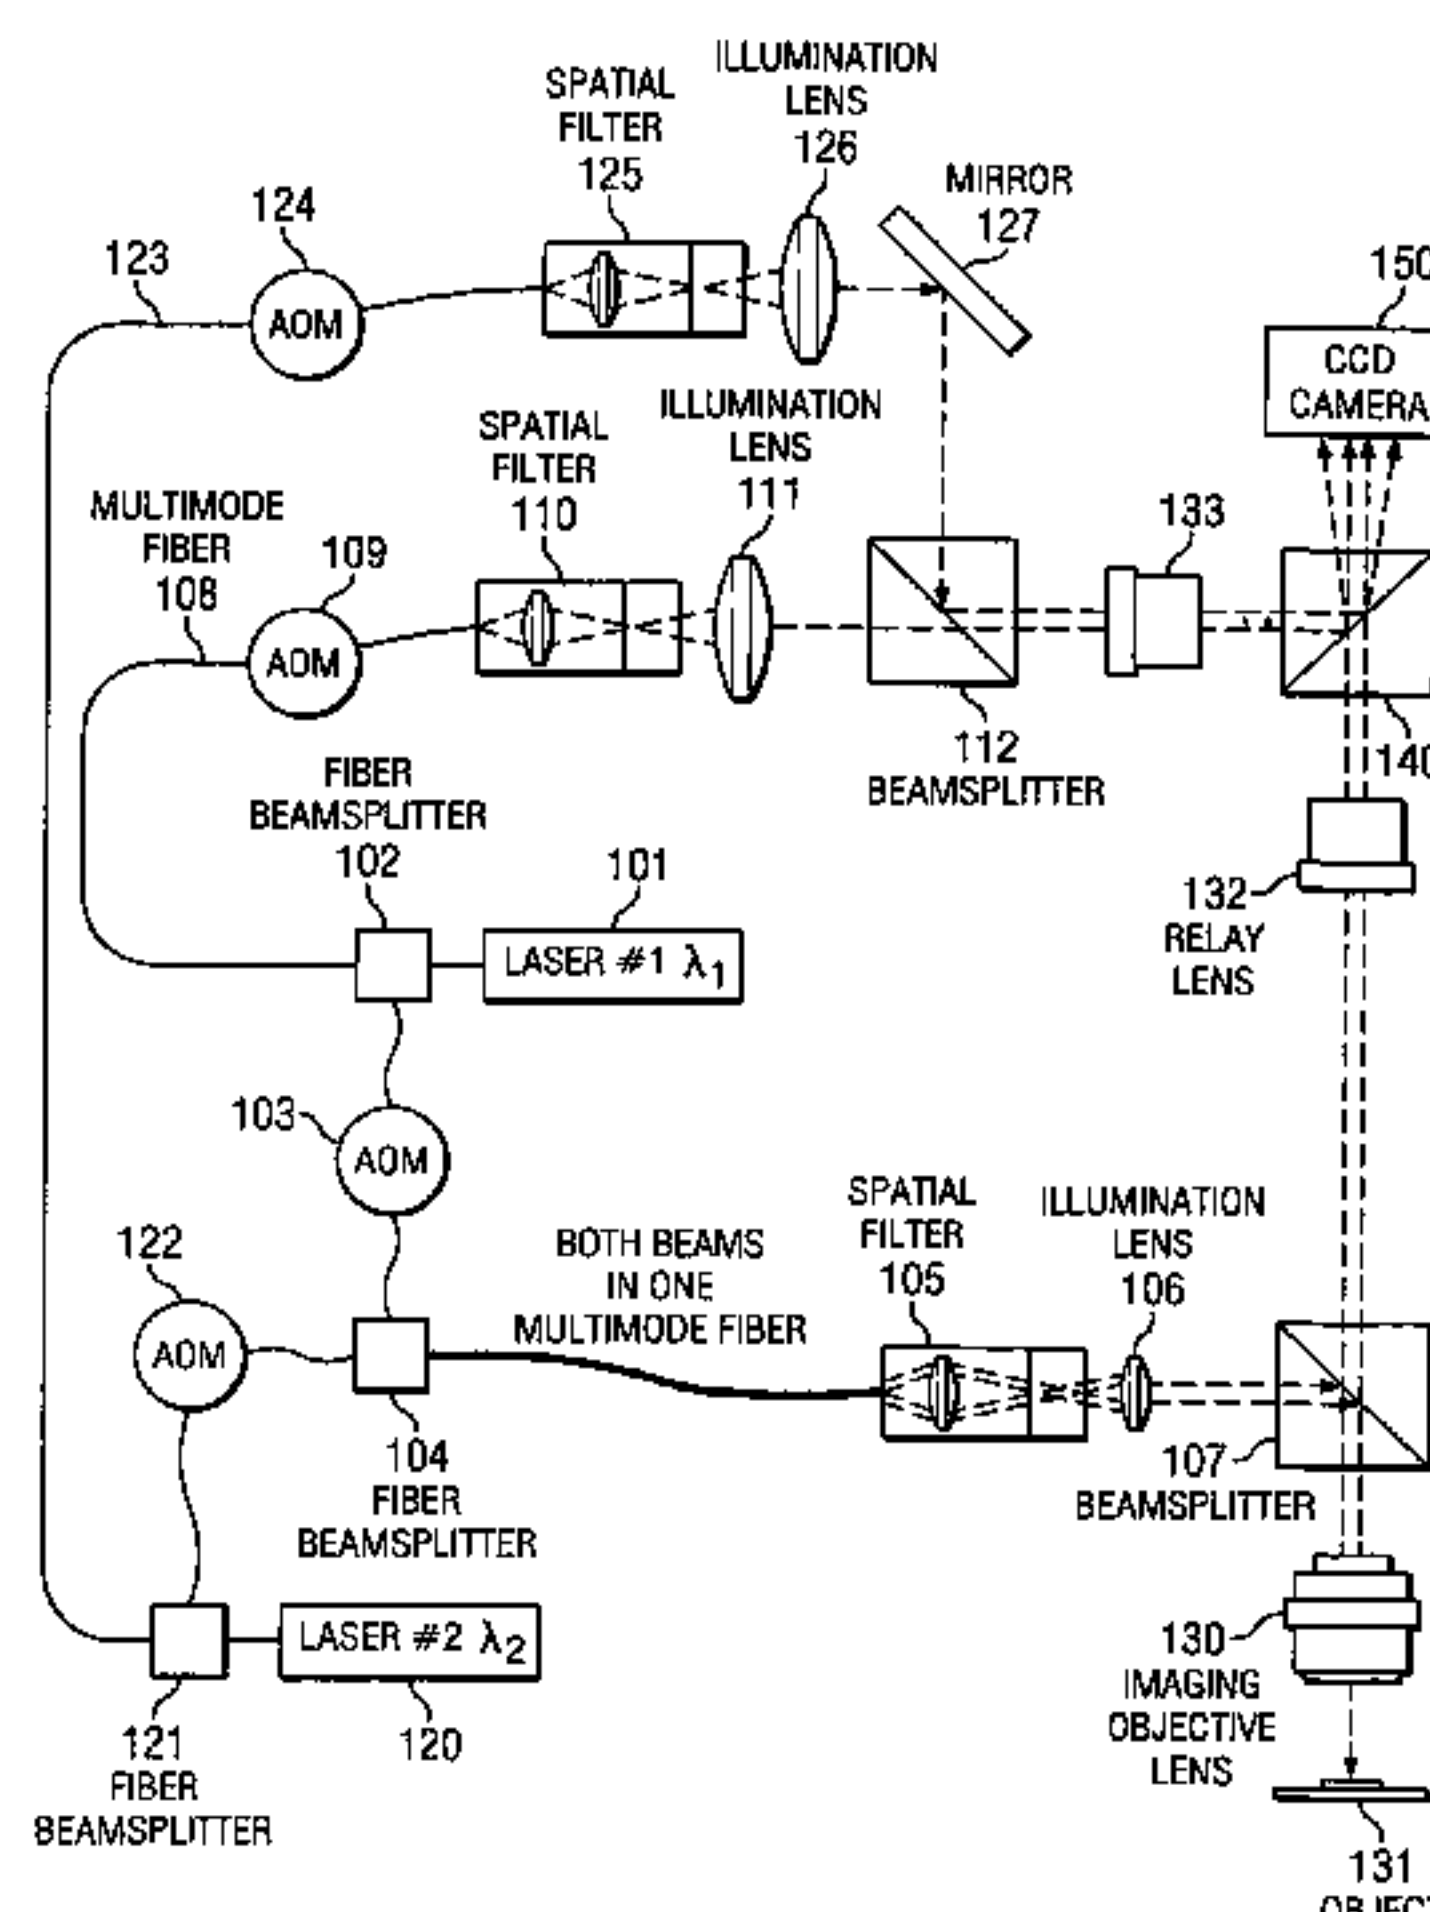 ILLUMINATION
LENS
126
SPATIAL
FILTER
125
MIRROR
127
124
123
AOM
150
CCD
CAMERA
ILLUMINATION
LENS
111
SPATIAL
FILTER
110
MULTIMODE
FIBER
108
109
AOM
133
112
BEAMSPLITTER
140
FIBER
BEAMSPLITTER
102
101
LASER #1 λ1
132
RELAY
LENS
103
AOM
SPATIAL
FILTER
105
ILLUMINATION
LENS
106
122
AOM
BOTH BEAMS
IN ONE
MULTIMODE FIBER
104
FIBER
BEAMSPLITTER
107
BEAMSPLITTER
LASER #2 λ2
130
IMAGING
OBJECTIVE
LENS
121
FIBER
BEAMSPLITTER
120
131